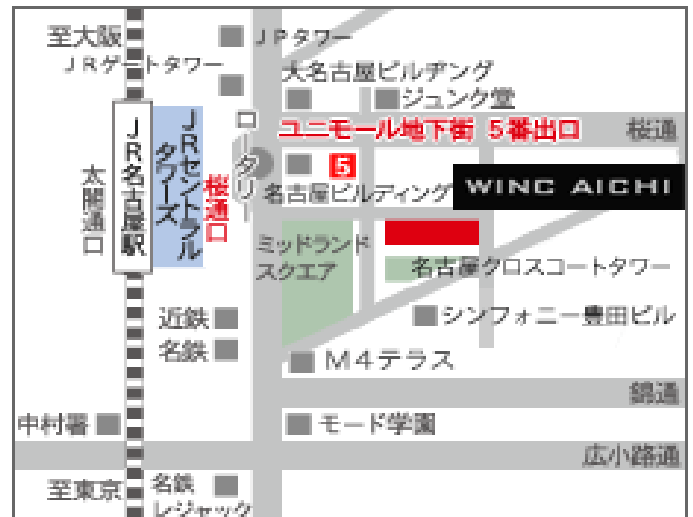 至大阪
JPタワー
JRゲートタワー
大名古屋ビルヂング
ジュンク堂
ユニモール地下街 5番出口
桜通
JR名古屋駅
JRセントラル
タワーズ
ロータリー
桜通口
太閤通口
5
名古屋ビルディング
WINC AICHI
ミッドランド
スクエア
名古屋クロスコートタワー
近鉄
シンフォニー豊田ビル
名鉄
M4テラス
錦通
中村署
モード学園
広小路通
至東京
名鉄
レジャック